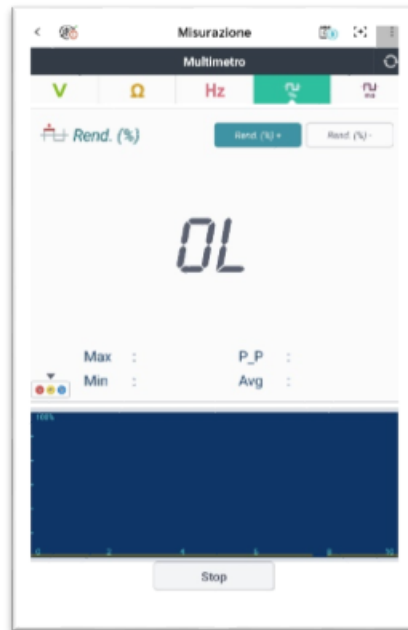 Misurazione
Multimetro
V Ω Hz %
Rend. (%) Rend. (%) + Rend. (%) -
OL
Max : P_P :
Min : Avg :
100%
0 2 4 6 8 10
Stop